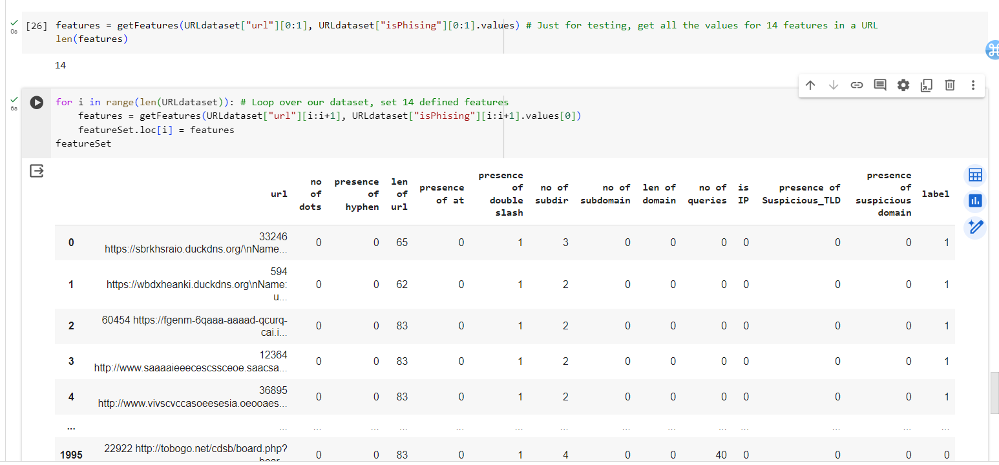 0s
[26] features = getFeatures(URLdataset["url"][0:1], URLdataset["isPhising"][0:1].values) # Just for testing, get all the values for 14 features in a URL
len(features)
14
6s
for i in range(len(URLdataset)): # Loop over our dataset, set 14 defined features
    features = getFeatures(URLdataset["url"][i:i+1], URLdataset["isPhising"][i:i+1].values[0])
    featureSet.loc[i] = features
featureSet
url no of dots presence of hyphen len of url presence of at presence of double slash no of subdir no of subdomain len of domain no of queries is IP presence of Suspicious_TLD presence of suspicious domain label
0 33246 https://sbrkhsraio.duckdns.org/\nName... 0 0 65 0 1 3 0 0 0 0 0 0 1
1 594 https://wbdxheanki.duckdns.org\nName: u... 0 0 62 0 1 2 0 0 0 0 0 0 1
2 60454 https://fgenm-6qaaa-aaaad-qcurq-cai.i... 0 0 83 0 1 2 0 0 0 0 0 0 1
3 12364 http://www.saaaaieeecescssceoe.saacsa... 0 0 83 0 1 2 0 0 0 0 0 0 1
4 36895 http://www.vivscvccasoeesesia.oeooaes... 0 0 83 0 1 2 0 0 0 0 0 0 1
... ... ... ... ... ... ... ... ... ... ... ... ... ... ...
1995 22922 http://tobogo.net/cdsb/board.php? 0 0 83 0 1 4 0 0 40 0 0 0 0